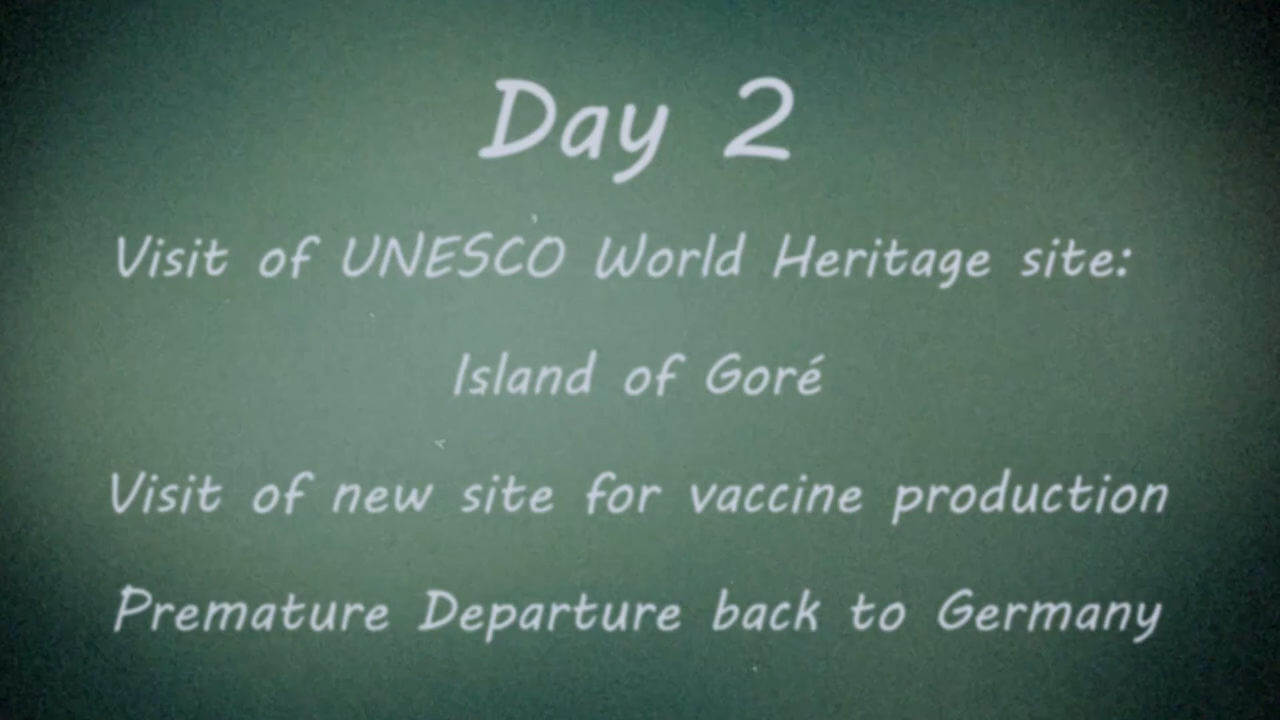 Day 2
Visit of UNESCO World Heritage site:
Island of Goré
Visit of new site for vaccine production
Premature Departure back to Germany